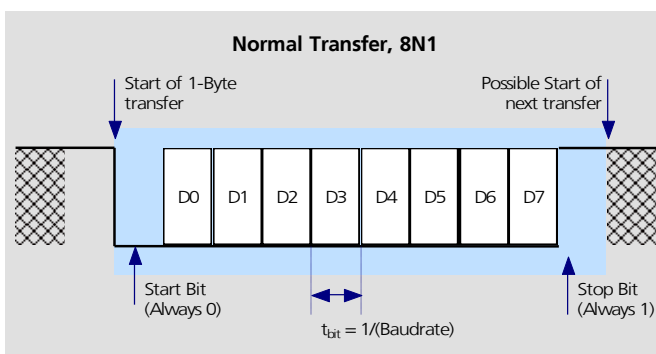 Normal Transfer, 8N1
Start of 1-Byte
transfer
Possible Start of
next transfer
D0 D1 D2 D3 D4 D5 D6 D7
Start Bit
(Always 0)
Stop Bit
(Always 1)
tbit = 1/(Baudrate)